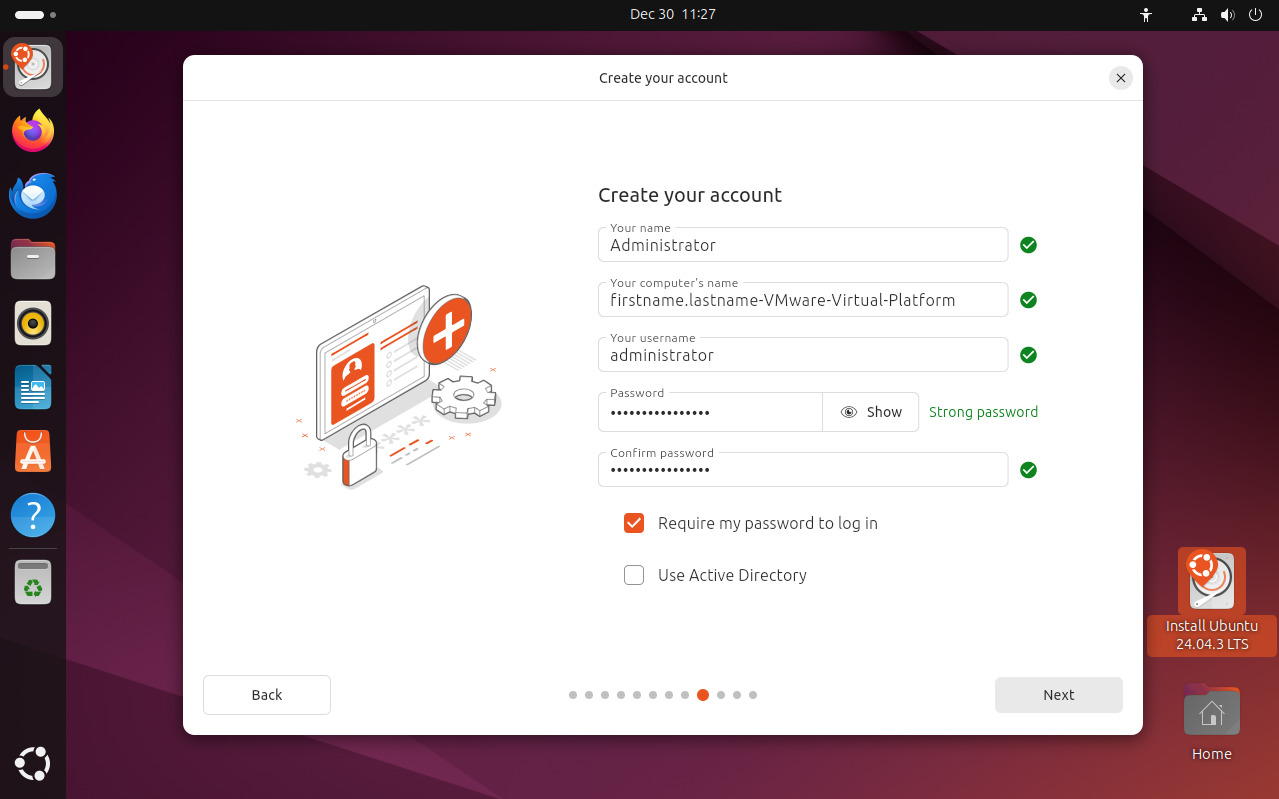 Dec 30 11:27
Create your account
Create your account
Your name
Administrator
Your computer's name
firstname.lastname-VMware-Virtual-Platform
Your username
administrator
Password
••••••••••••••••
Show
Strong password
Confirm password
••••••••••••••••
Require my password to log in
Use Active Directory
Back
Next
Install Ubuntu
24.04.3 LTS
Home